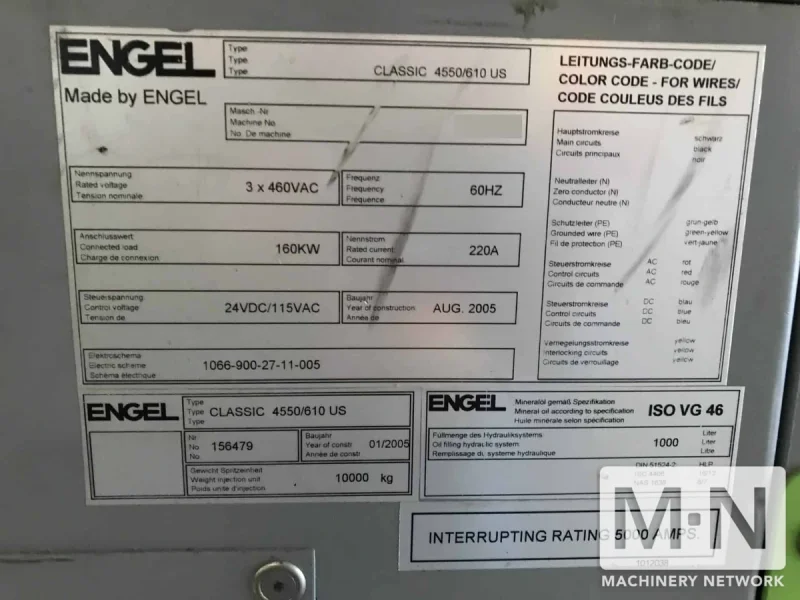 ENGEL
Made by ENGEL
Type
Type
Type CLASSIC 4550/610 US
Masch.-Nr
Machine No.
No. De machine
Nennspannung
Rated voltage 3 x 460VAC
Tension nominale
Frequenz
Frequency 60HZ
Frequence
Anschlusswert
Connected load 160KW
Charge de connexion
Nennstrom
Rated current 220A
Courant nominal
Steuerspannung
Control voltage 24VDC/115VAC
Tension de
Baujahr
Year of construction AUG. 2005
Année de
Elektroschema
Electric scheme 1066-900-27-11-005
Schéma électrique
LEITUNGS-FARB-CODE/
COLOR CODE - FOR WIRES/
CODE COULEUS DES FILS
Hauptstromkreise schwarz
Main circuits black
Circuits principaux noir
Neutralleiter (N)
Zero conductor (N)
Conducteur neutre (N)
Schutzleiter (PE) grün-gelb
Grounded wire (PE) green-yellow
Fil de protection (PE) vert-jaune
Steuerstromkreise AC rot
Control circuits AC red
Circuits de commande AC rouge
Steuerstromkreise DC blau
Control circuits DC blue
Circuits de commande DC bleu
Verriegelungsstromkreise yellow
Interlocking circuits yellow
Circuits de verrouillage yellow
ENGEL
Type
Type CLASSIC 4550/610 US
Nr
No 156479
No.
Baujahr
Year of constr 01/2005
Année de constr
Gewicht Spritzeinheit
Weight injection unit 10000 kg
Poids unite d'injection
ENGEL
Mineralöl gemäß Spezifikation
Mineral oil according to specification ISO VG 46
Huile minérale selon specification
Füllmenge des Hydrauliksystems Liter
Oil filling hydraulic system 1000 Liter
Remplissage du systeme hydraulique Litre
DIN 51524-2 HLP
INTERRUPTING RATING 5000 AMPS.
M·N
MACHINERY NETWORK